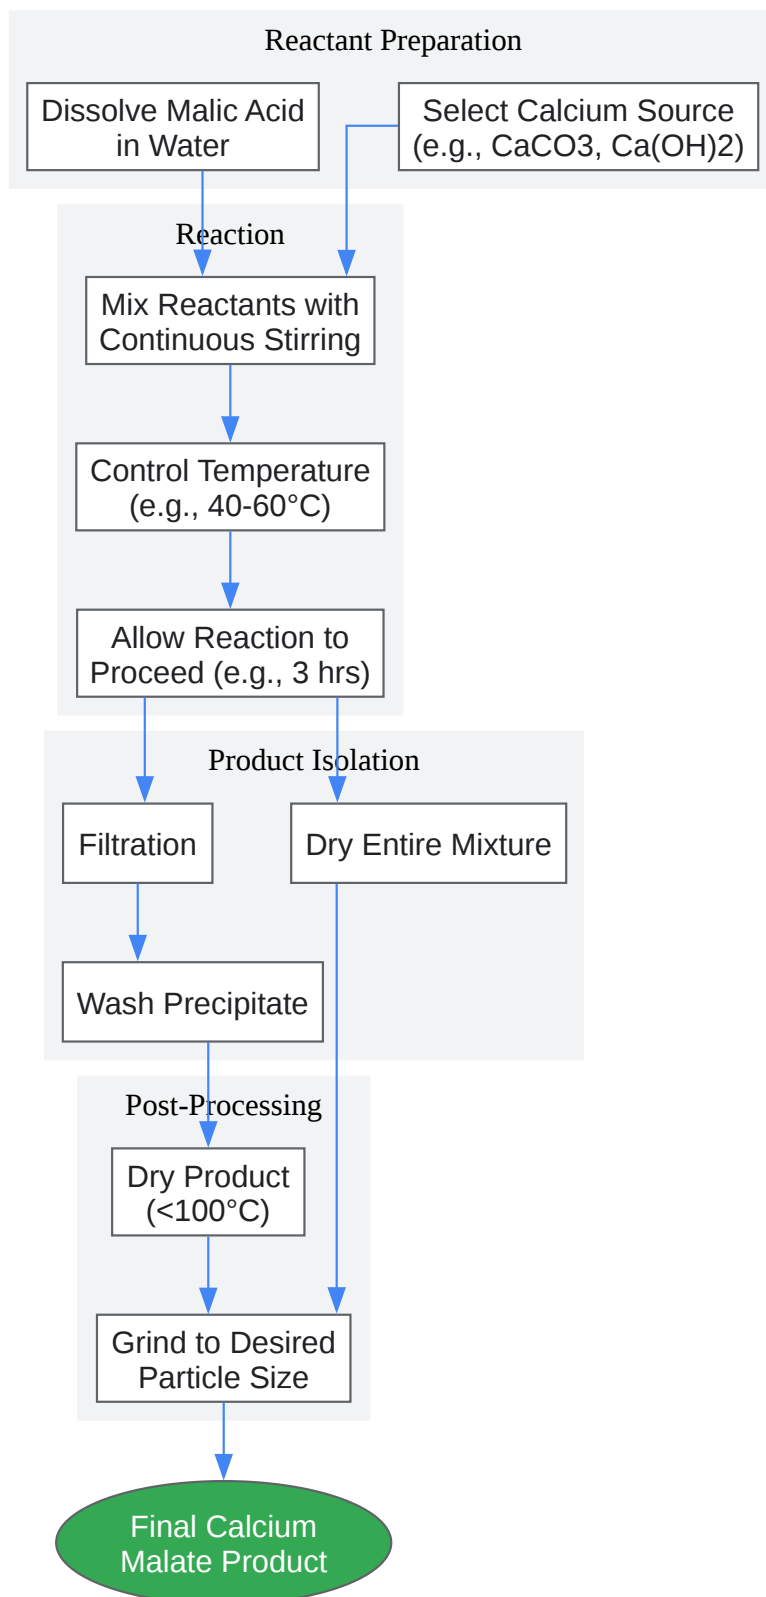 Reactant Preparation
Dissolve Malic Acid
in Water
Select Calcium Source
(e.g., CaCO3, Ca(OH)2)
Reaction
Mix Reactants with
Continuous Stirring
Control Temperature
(e.g., 40-60°C)
Allow Reaction to
Proceed (e.g., 3 hrs)
Product Isolation
Filtration
Dry Entire Mixture
Wash Precipitate
Post-Processing
Dry Product
(<100°C)
Grind to Desired
Particle Size
Final Calcium
Malate Product